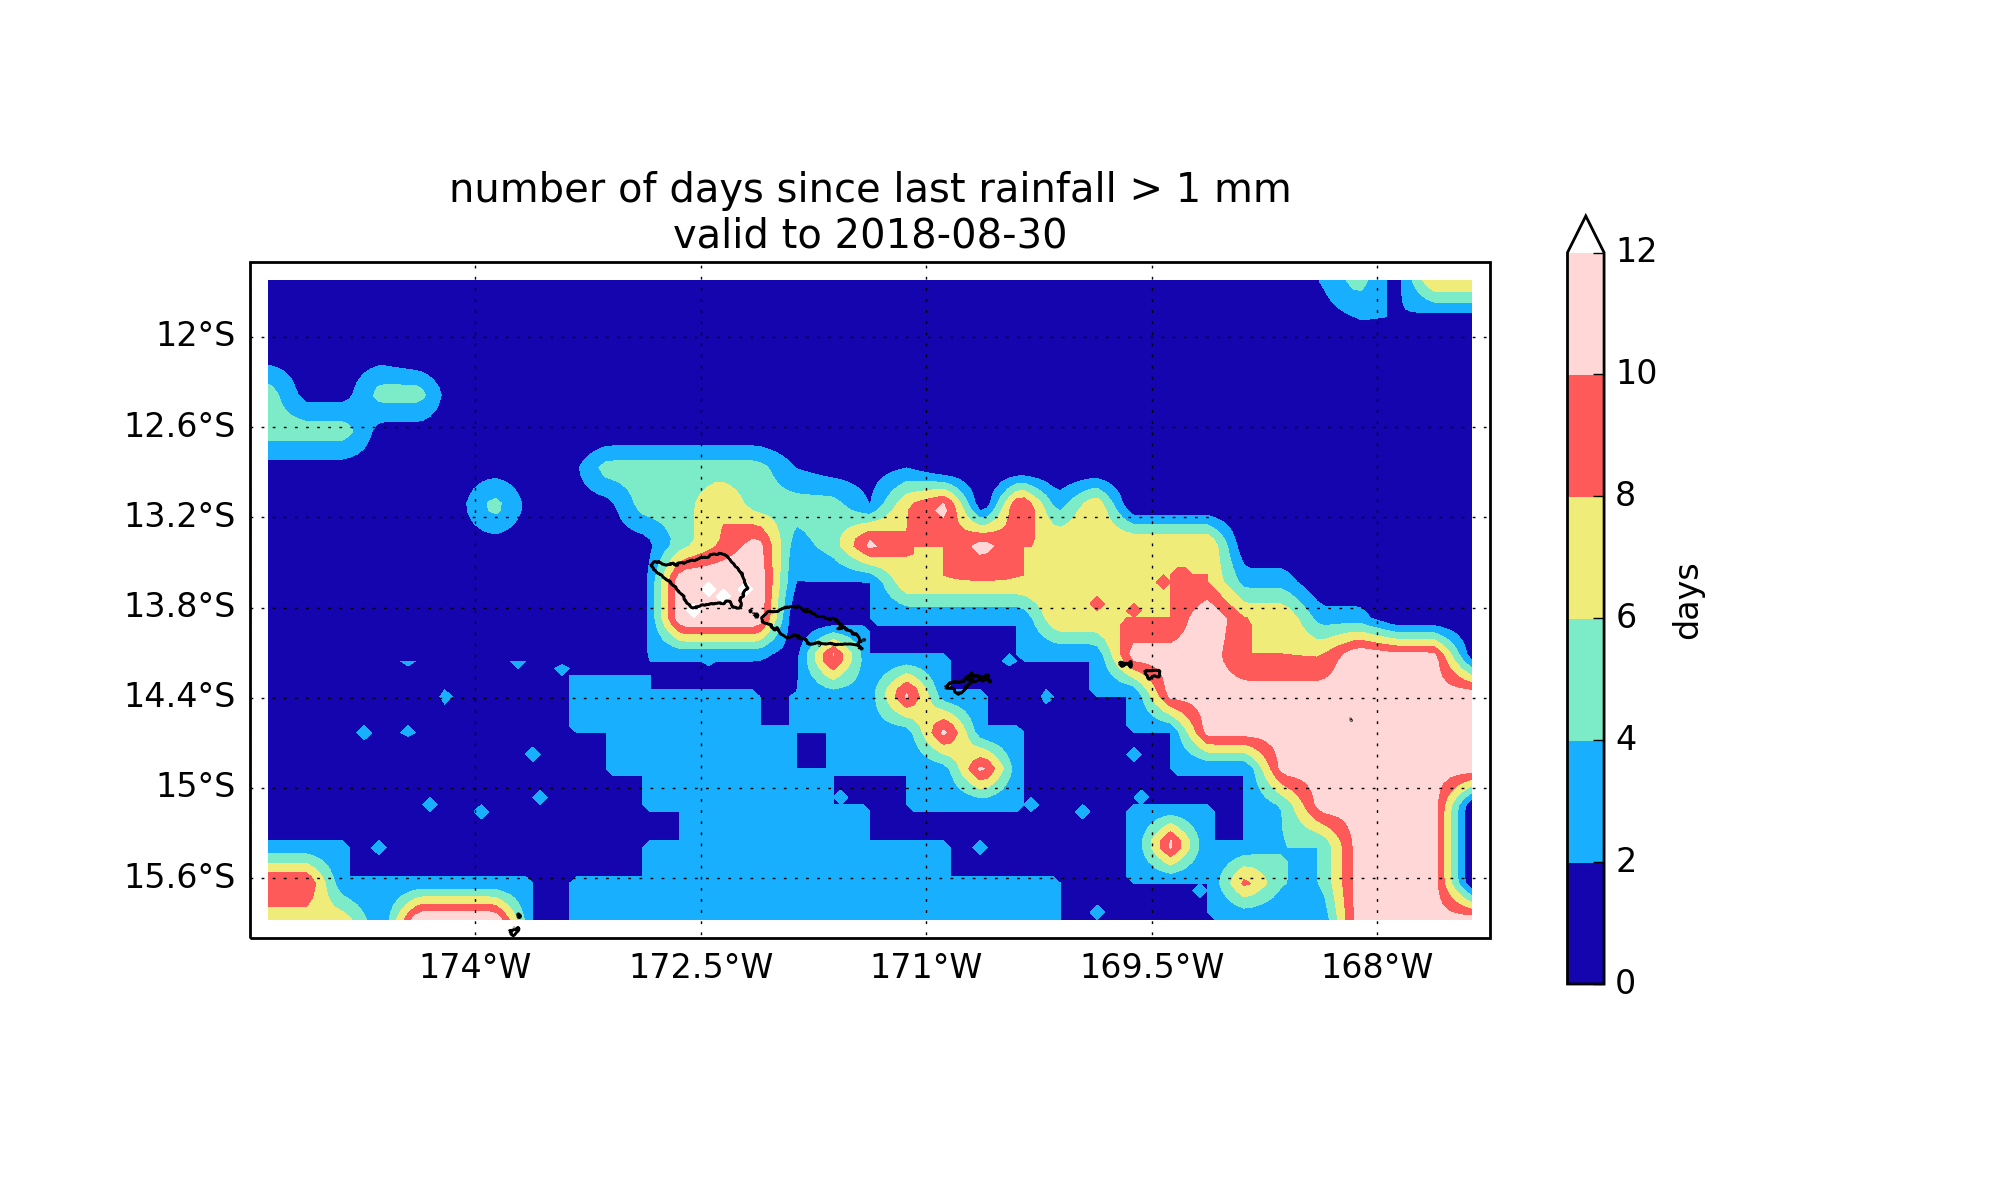 number of days since last rainfall > 1 mm
valid to 2018-08-30
12°S
12.6°S
13.2°S
13.8°S
14.4°S
15°S
15.6°S
174°W
172.5°W
171°W
169.5°W
168°W
12
10
8
6
4
2
0
days